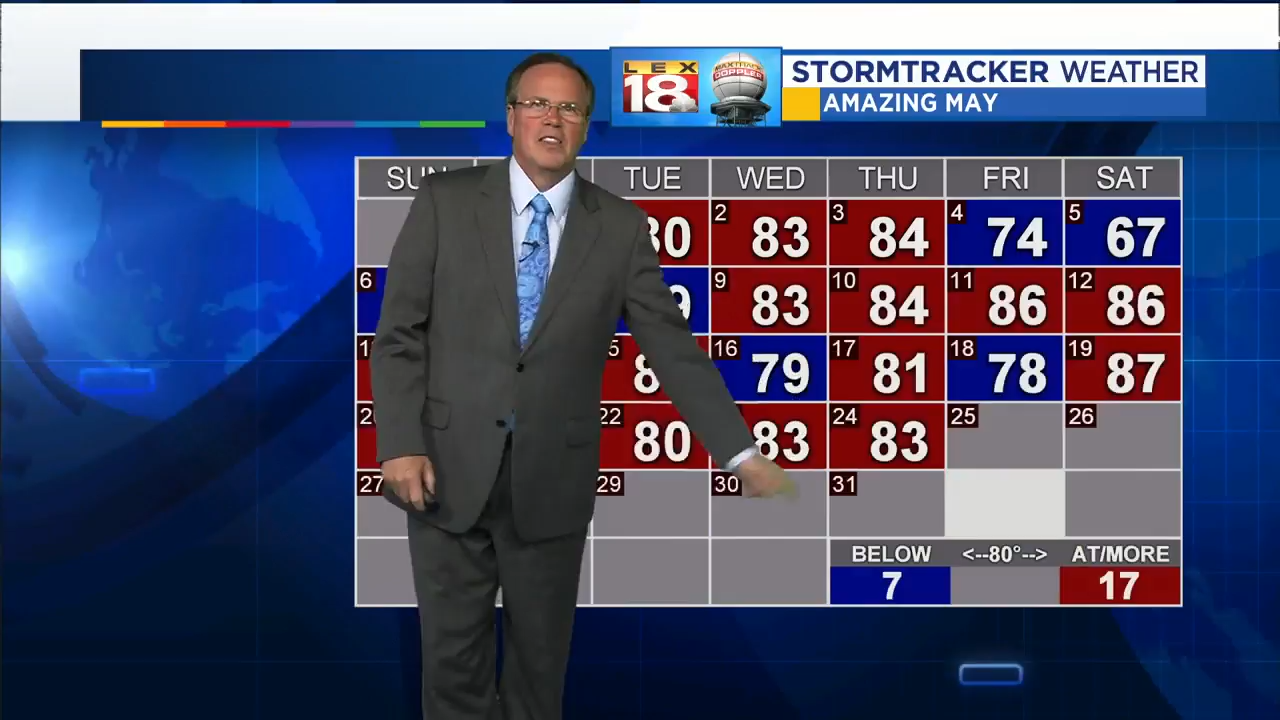 LEX
18
MAXTRACK
DOPPLER
STORMTRACKER WEATHER
AMAZING MAY
TUE WED THU FRI SAT
2 83 3 84 4 74 5 67
6 9 83 10 84 11 86 12 86
16 79 17 81 18 78 19 87
22 80 83 24 83 25 26
27 29 30 31
BELOW <--80°--> AT/MORE
7 17